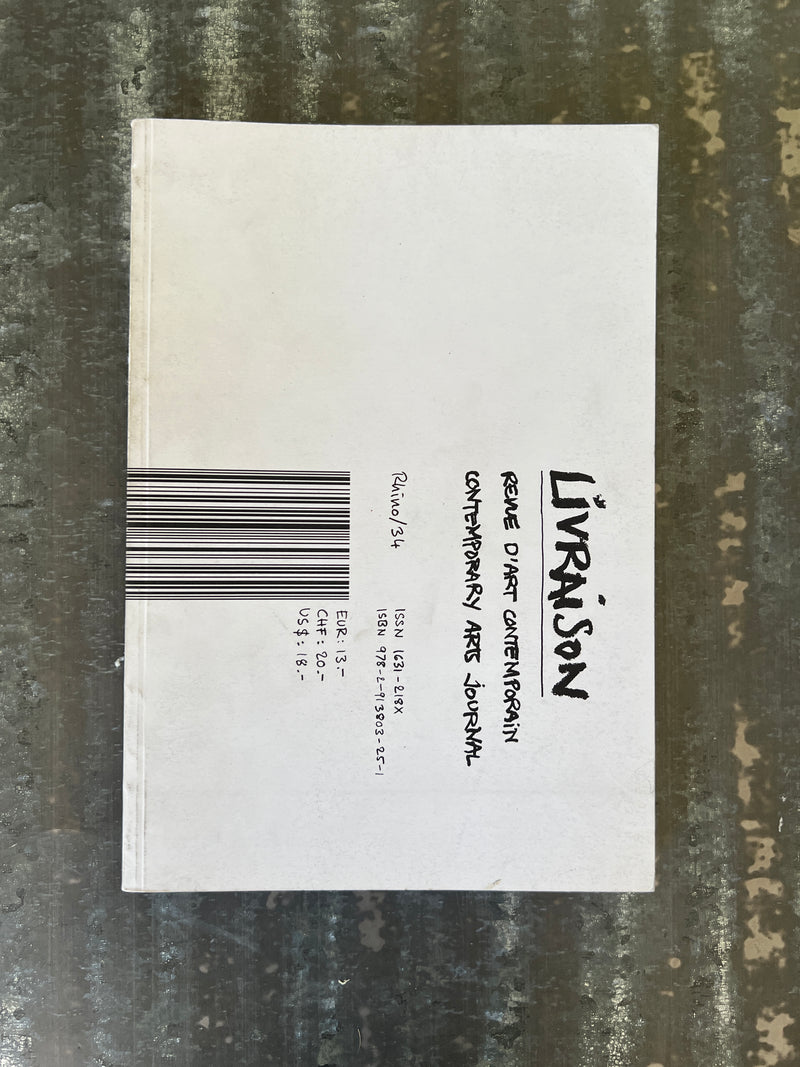 LiVRAiSON
REVUE D'ART CONTEMPORAiN
CONTEMPORARY ARTS JOURNAL
Rhino/34
ISSN 1631-218X
ISBN 978-2-913803-25-1
EUR: 13.-
CHF: 20.-
US$: 18.-